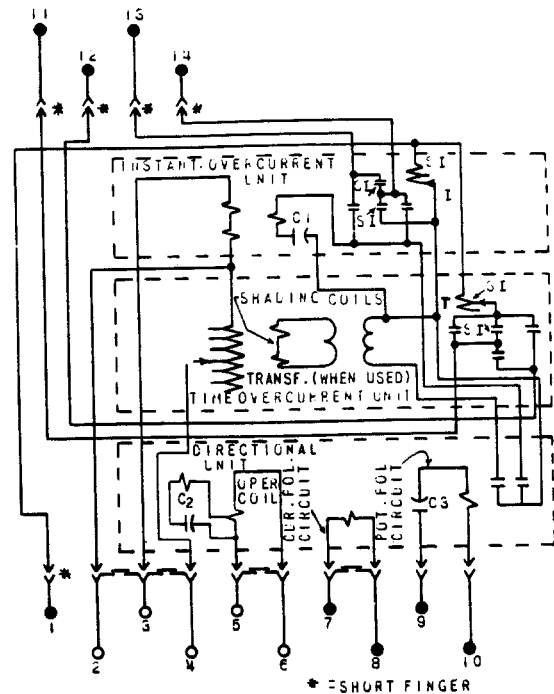 11
13
12
14
*
*
*
*
INSTANT.OVERCURRENT
UNIT
SI
SI
I
C1
SI
SI
T
SHADING COILS
SI
TRANSF.(WHEN USED)
TIME OVERCURRENT UNIT
DIRECTIONAL
UNIT
OPER
COIL
C2
CUR. POL
CIRCUIT
POT. POL
CIRCUIT
C3
*
1
2
3
4
5
6
7
8
9
10
* = SHORT FINGER